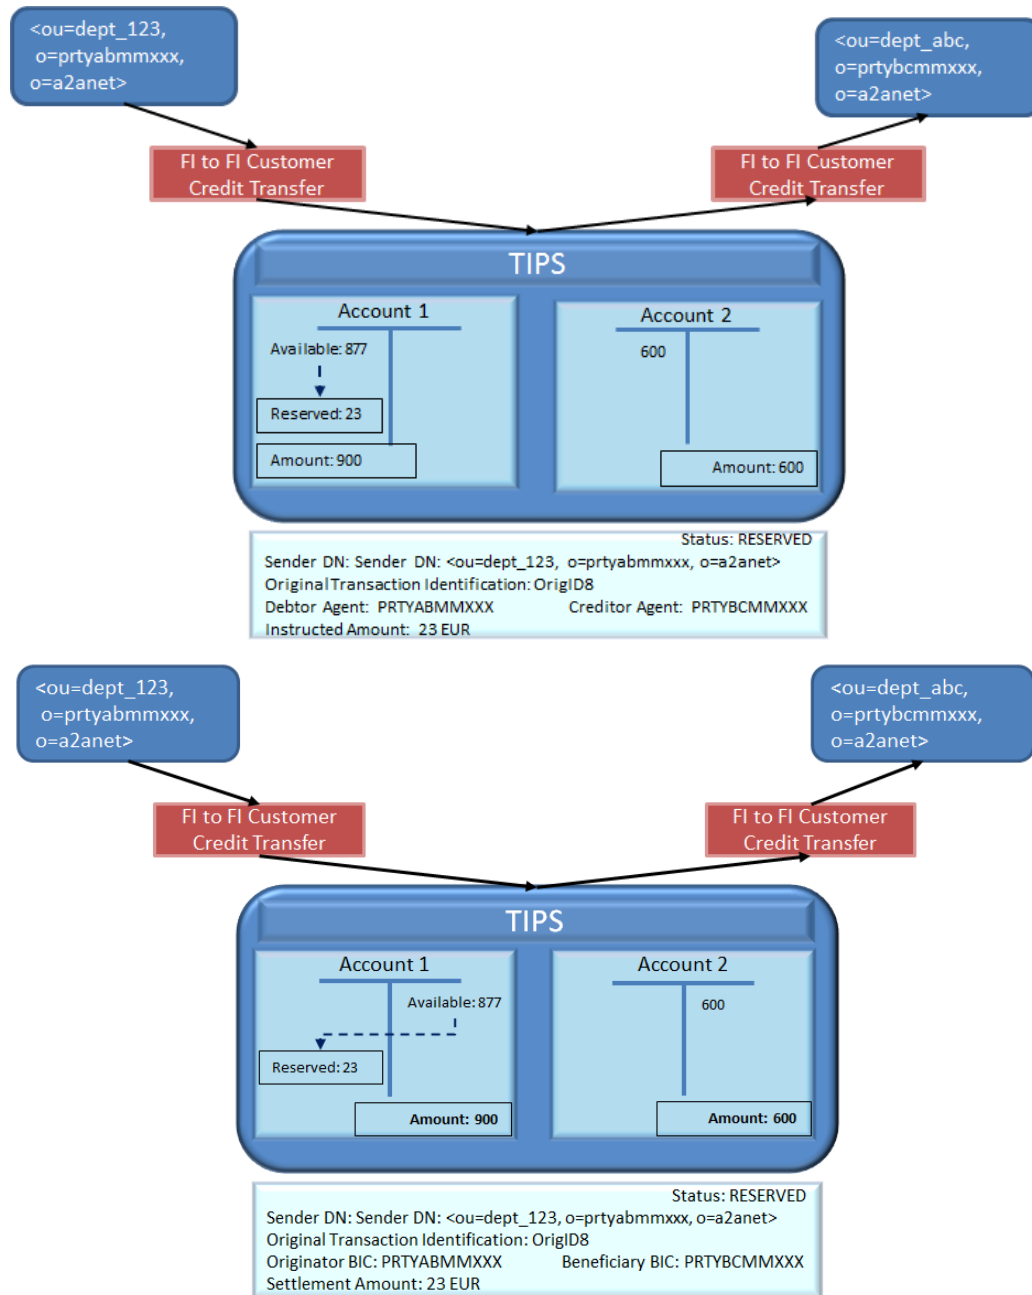 <ou=dept_123,
o=prtyabmmxxx,
o=a2anet>
<ou=dept_abc,
o=prtybcmmxxx,
o=a2anet>
FI to FI Customer
Credit Transfer
FI to FI Customer
Credit Transfer
TIPS
Account 1
Available: 877
Reserved: 23
Amount: 900
Account 2
600
Amount: 600
Status: RESERVED
Sender DN: Sender DN: <ou=dept_123, o=prtyabmmxxx, o=a2anet>
Original Transaction Identification: OrigID8
Debtor Agent: PRTYABMMXXX Creditor Agent: PRTYBCMMXXX
Instructed Amount: 23 EUR
<ou=dept_123,
o=prtyabmmxxx,
o=a2anet>
<ou=dept_abc,
o=prtybcmmxxx,
o=a2anet>
FI to FI Customer
Credit Transfer
FI to FI Customer
Credit Transfer
TIPS
Account 1
Available: 877
Reserved: 23
Amount: 900
Account 2
600
Amount: 600
Status: RESERVED
Sender DN: Sender DN: <ou=dept_123, o=prtyabmmxxx, o=a2anet>
Original Transaction Identification: OrigID8
Originator BIC: PRTYABMMXXX Beneficiary BIC: PRTYBCMMXXX
Settlement Amount: 23 EUR